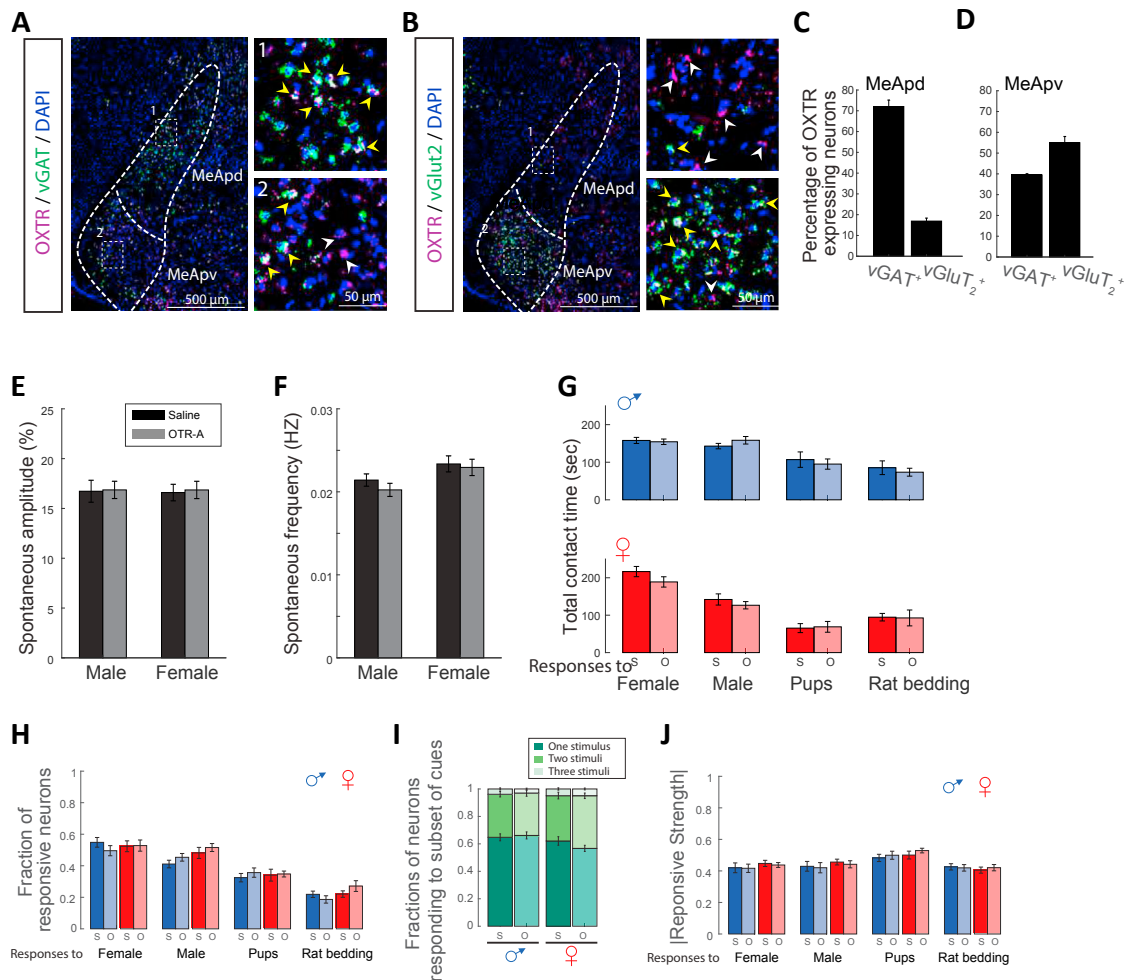 A
OXTR / vGAT / DAPI
1
2
MeApd
MeApv
500 µm
1
2
50 µm
B
OXTR / vGlut2 / DAPI
1
2
MeApd
MeApv
500 µm
50 µm
C
Percentage of OXTR
expressing neurons
MeApd
80
70
60
50
40
30
20
10
0
vGAT+ vGluT2+
D
MeApv
80
70
60
50
40
30
20
10
0
vGAT+ vGluT2+
E
Spontaneous amplitude (%)
25
20
15
10
5
0
Saline
OTR-A
Male Female
F
Spontaneous frequency (HZ)
0.03
0.02
0.01
0
Male Female
G
Total contact time (sec)
♂
200
100
0
♀
200
100
0
S O S O S O S O
Responses to Female Male Pups Rat bedding
H
Fraction of
responsive neurons
1
0.8
0.6
0.4
0.2
0
♂ ♀
S O S O S O S O S O S O S O S O
Responses to Female Male Pups Rat bedding
I
One stimulus
Two stimuli
Three stimuli
Fractions of neurons
responding to subset of cues
1
0.8
0.6
0.4
0.2
0
S O S O
♂ ♀
J
|Reponsive Strength|
1
0.8
0.6
0.4
0.2
0
♂ ♀
S O S O S O S O S O S O S O S O
Responses to Female Male Pups Rat bedding